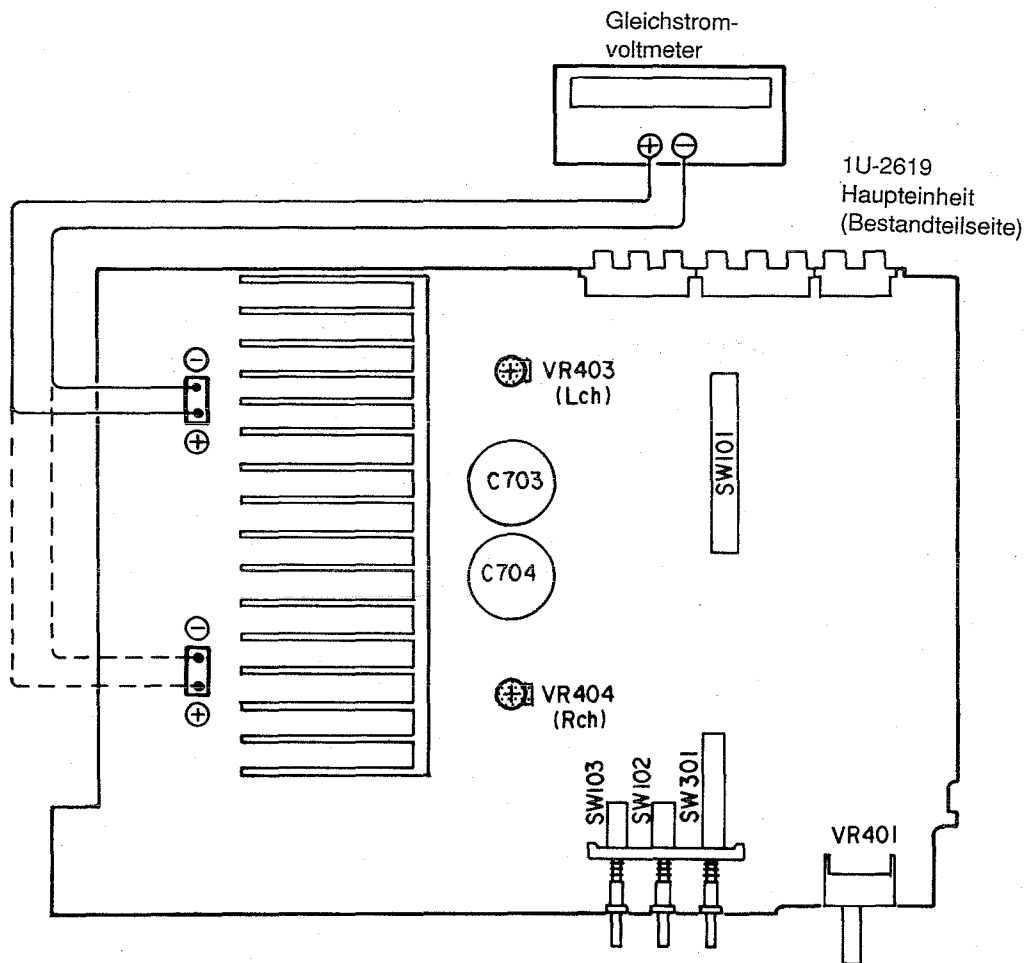 Gleichstrom-
voltmeter
⊕ ⊖
1U-2619
Haupteinheit
(Bestandteilseite)
⊖
⊕
VR403
(Lch)
SW101
C703
C704
⊖
⊕
VR404
(Rch)
SW103
SW102
SW301
VR401